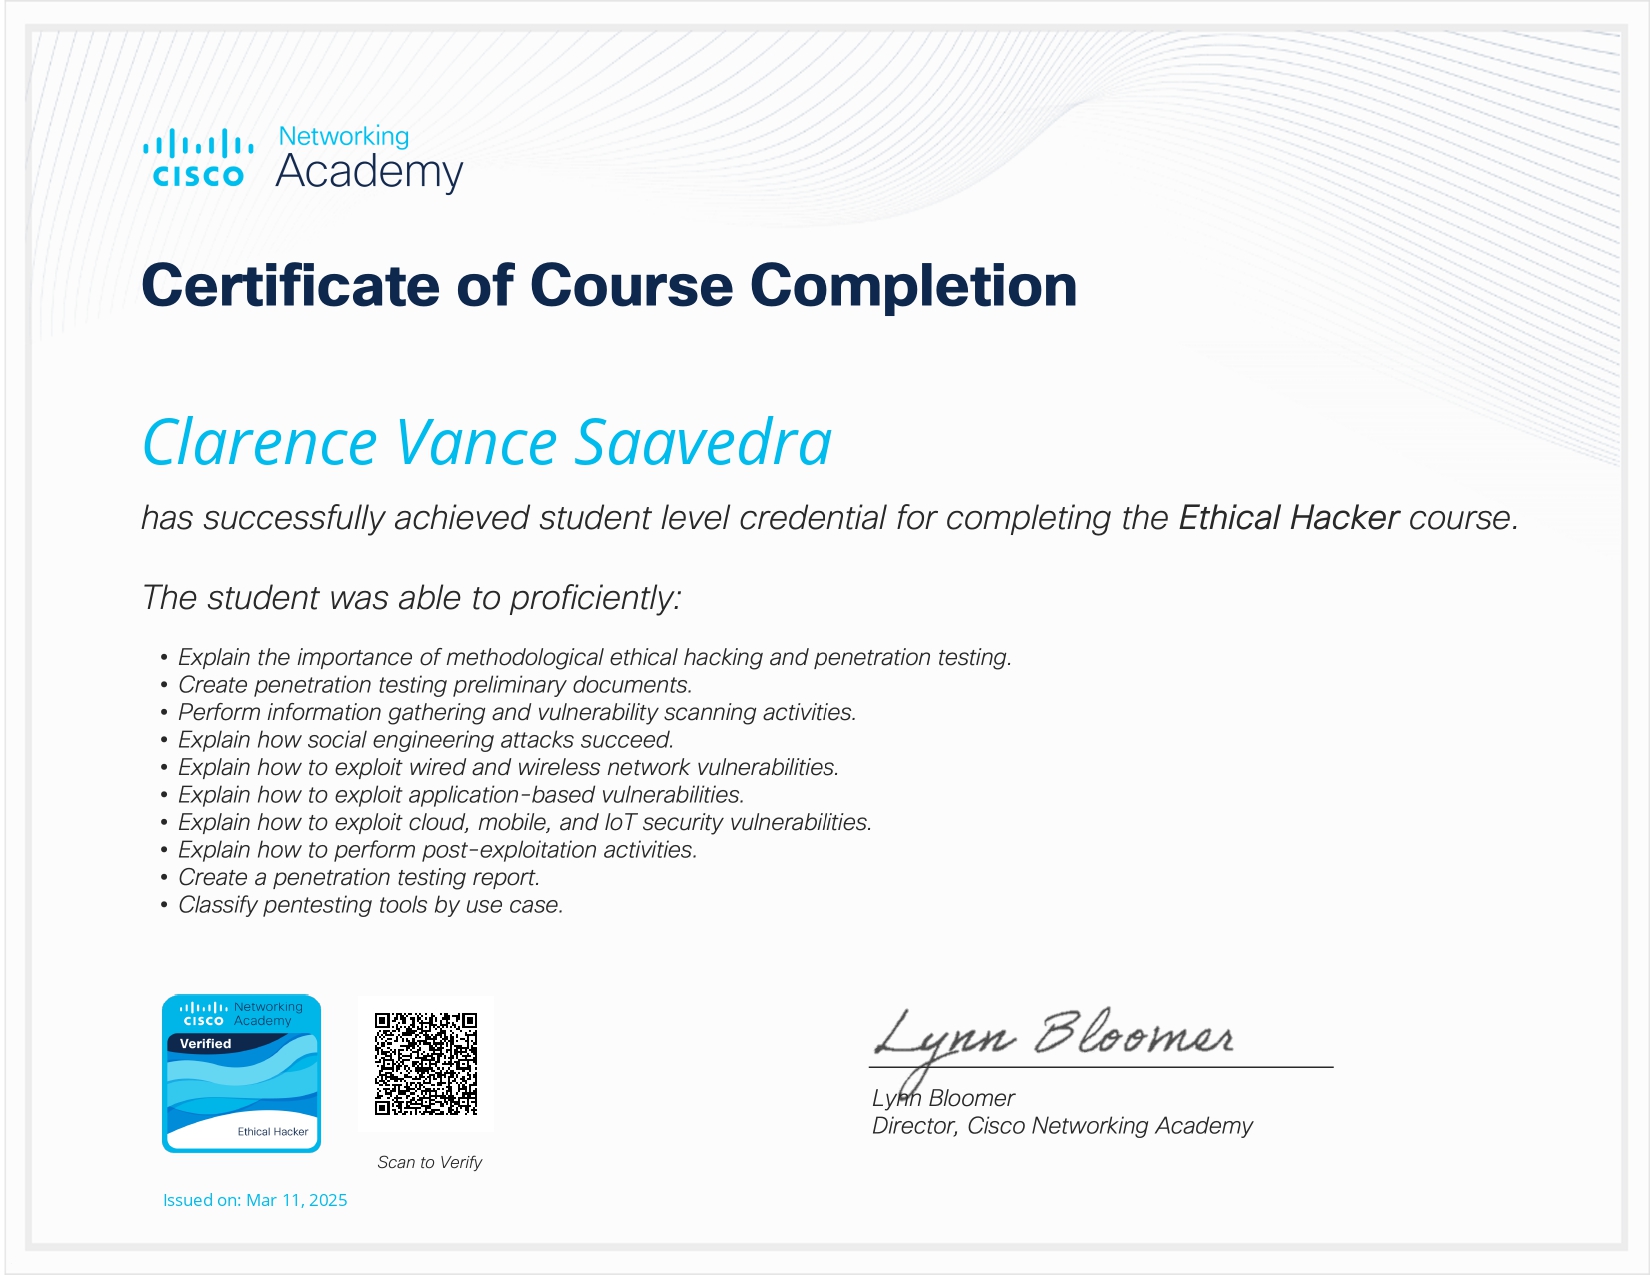 Networking
CISCO Academy
Certificate of Course Completion
Clarence Vance Saavedra
has successfully achieved student level credential for completing the Ethical Hacker course.
The student was able to proficiently:
• Explain the importance of methodological ethical hacking and penetration testing.
• Create penetration testing preliminary documents.
• Perform information gathering and vulnerability scanning activities.
• Explain how social engineering attacks succeed.
• Explain how to exploit wired and wireless network vulnerabilities.
• Explain how to exploit application-based vulnerabilities.
• Explain how to exploit cloud, mobile, and IoT security vulnerabilities.
• Explain how to perform post-exploitation activities.
• Create a penetration testing report.
• Classify pentesting tools by use case.
Networking
CISCO Academy
Verified
Ethical Hacker
Scan to Verify
Issued on: Mar 11, 2025
Lynn Bloomer
Lynn Bloomer
Director, Cisco Networking Academy